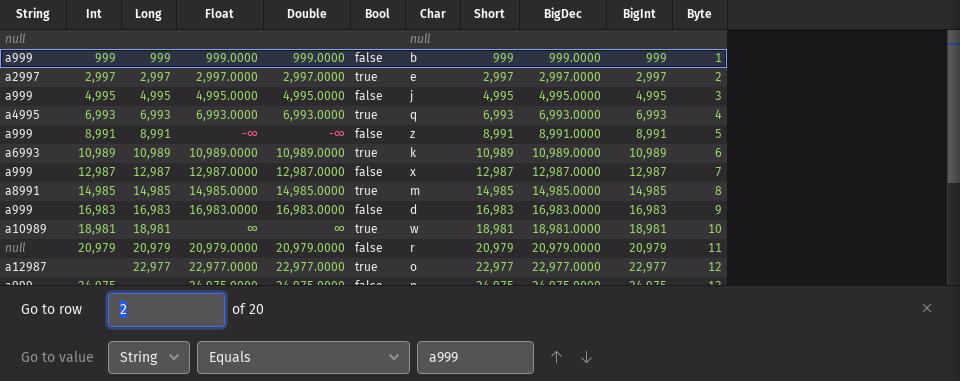 String Int Long Float Double Bool Char Short BigDec BigInt Byte
null null
a999 999 999 999.0000 999.0000 false b 999 999.0000 999 1
a2997 2,997 2,997 2,997.0000 2,997.0000 true e 2,997 2,997.0000 2,997 2
a999 4,995 4,995 4,995.0000 4,995.0000 false j 4,995 4,995.0000 4,995 3
a4995 6,993 6,993 6,993.0000 6,993.0000 true q 6,993 6,993.0000 6,993 4
a999 8,991 8,991 -∞ -∞ false z 8,991 8,991.0000 8,991 5
a6993 10,989 10,989 10,989.0000 10,989.0000 true k 10,989 10,989.0000 10,989 6
a999 12,987 12,987 12,987.0000 12,987.0000 false x 12,987 12,987.0000 12,987 7
a8991 14,985 14,985 14,985.0000 14,985.0000 true m 14,985 14,985.0000 14,985 8
a999 16,983 16,983 16,983.0000 16,983.0000 false d 16,983 16,983.0000 16,983 9
a10989 18,981 18,981 ∞ ∞ true w 18,981 18,981.0000 18,981 10
null 20,979 20,979 20,979.0000 20,979.0000 false r 20,979 20,979.0000 20,979 11
a12987 22,977 22,977.0000 22,977.0000 true o 22,977 22,977.0000 22,977 12
Go to row 2 of 20
Go to value String Equals a999